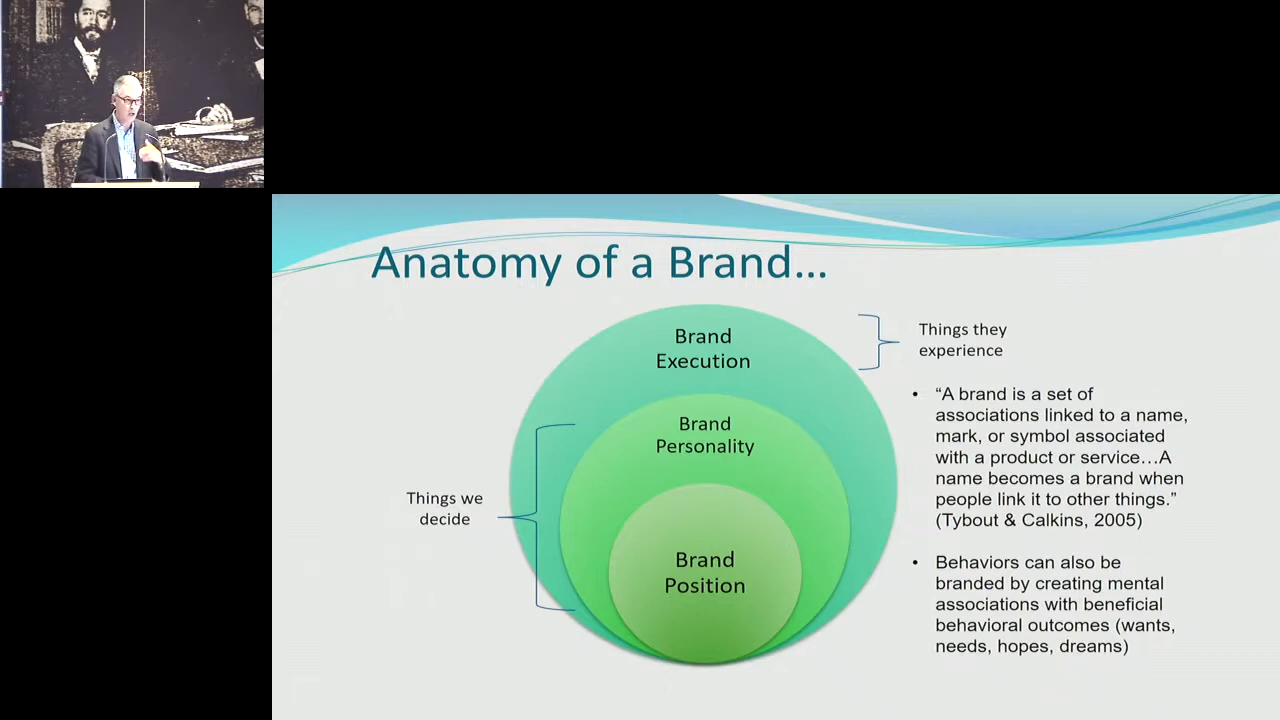 Anatomy of a Brand...
Brand
Execution
Things they
experience
Brand
Personality
Things we
decide
Brand
Position
• “A brand is a set of
associations linked to a name,
mark, or symbol associated
with a product or service…A
name becomes a brand when
people link it to other things.”
(Tybout & Calkins, 2005)
• Behaviors can also be
branded by creating mental
associations with beneficial
behavioral outcomes (wants,
needs, hopes, dreams)